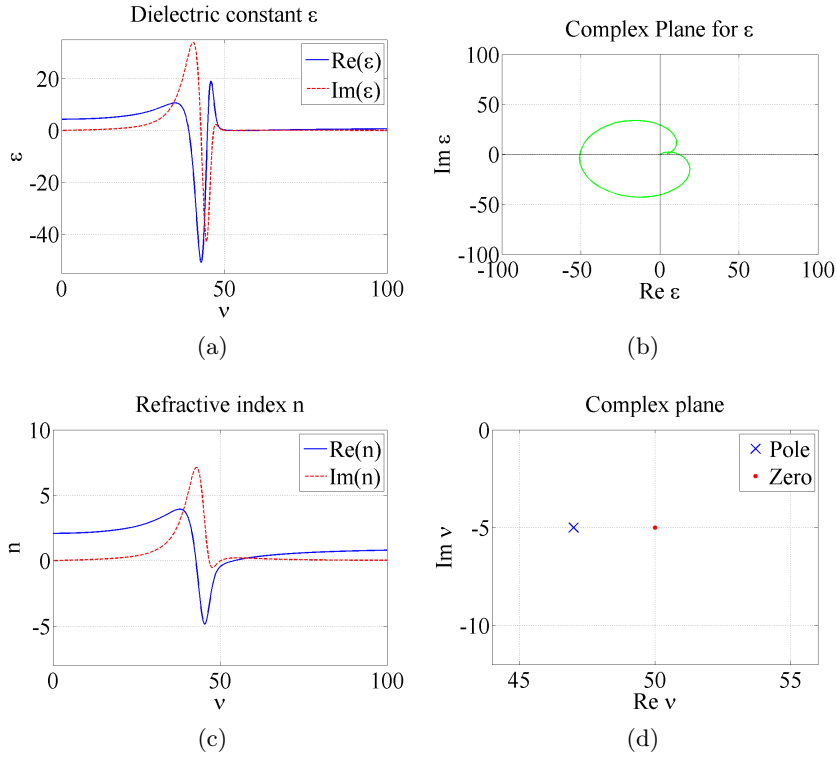 Dielectric constant ε
20
0
-20
-40
ε
Re(ε)
Im(ε)
0
50
100
ν
(a)
Complex Plane for ε
100
50
0
-50
-100
Im ε
-100
-50
0
50
100
Re ε
(b)
Refractive index n
10
5
0
-5
n
Re(n)
Im(n)
0
50
100
ν
(c)
Complex plane
0
-5
-10
Im ν
Pole
Zero
45
50
55
Re ν
(d)